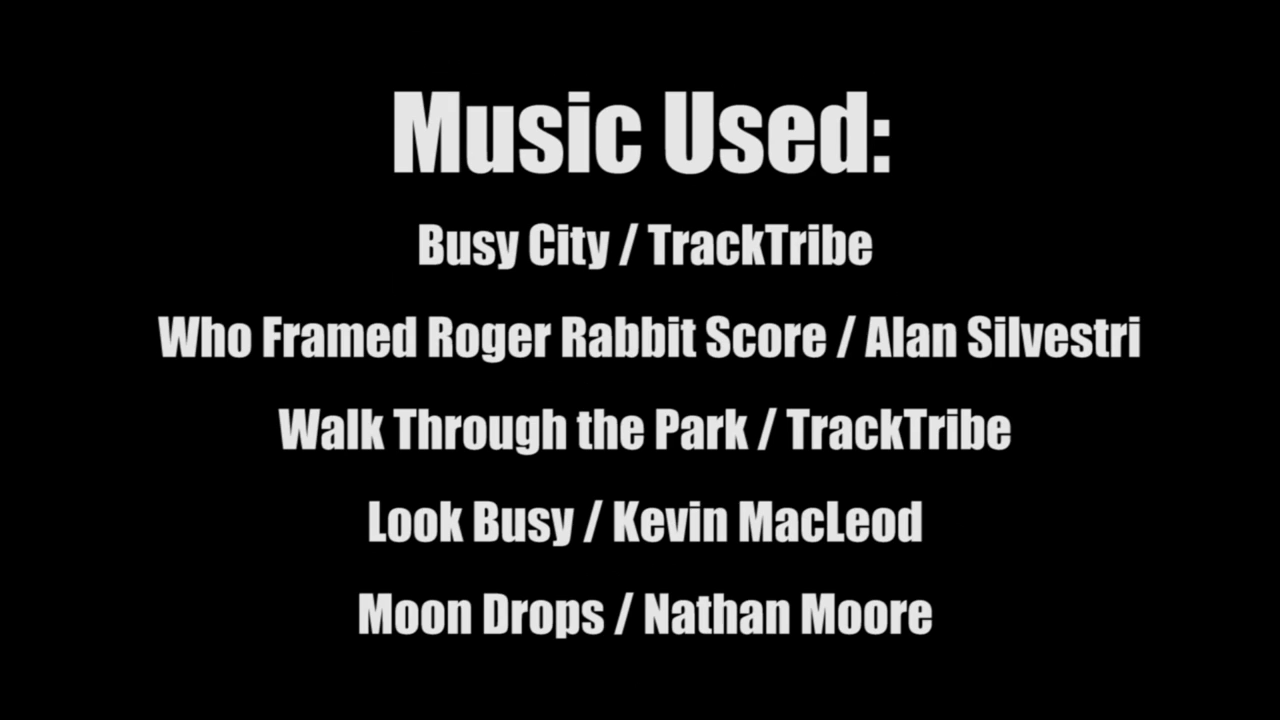 Music Used:
Busy City / TrackTribe
Who Framed Roger Rabbit Score / Alan Silvestri
Walk Through the Park / TrackTribe
Look Busy / Kevin MacLeod
Moon Drops / Nathan Moore